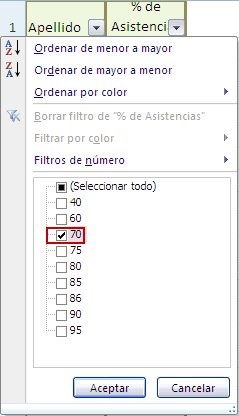 % de
1 Apellido Asistenci
Ordenar de menor a mayor
Ordenar de mayor a menor
Ordenar por color
Borrar filtro de "% de Asistencias"
Filtrar por color
Filtros de número
(Seleccionar todo)
40
60
70
75
80
85
86
90
95
Aceptar Cancelar